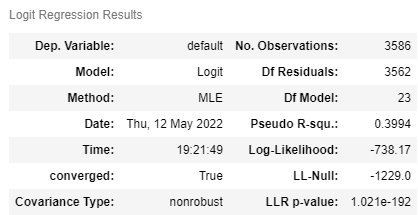 Logit Regression Results
Dep. Variable: default No. Observations: 3586
Model: Logit Df Residuals: 3562
Method: MLE Df Model: 23
Date: Thu, 12 May 2022 Pseudo R-squ.: 0.3994
Time: 19:21:49 Log-Likelihood: -738.17
converged: True LL-Null: -1229.0
Covariance Type: nonrobust LLR p-value: 1.021e-192